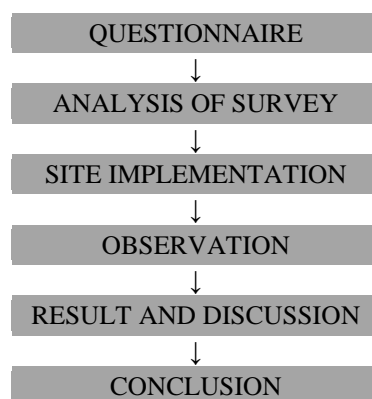 QUESTIONNAIRE
↓
ANALYSIS OF SURVEY
↓
SITE IMPLEMENTATION
↓
OBSERVATION
↓
RESULT AND DISCUSSION
↓
CONCLUSION